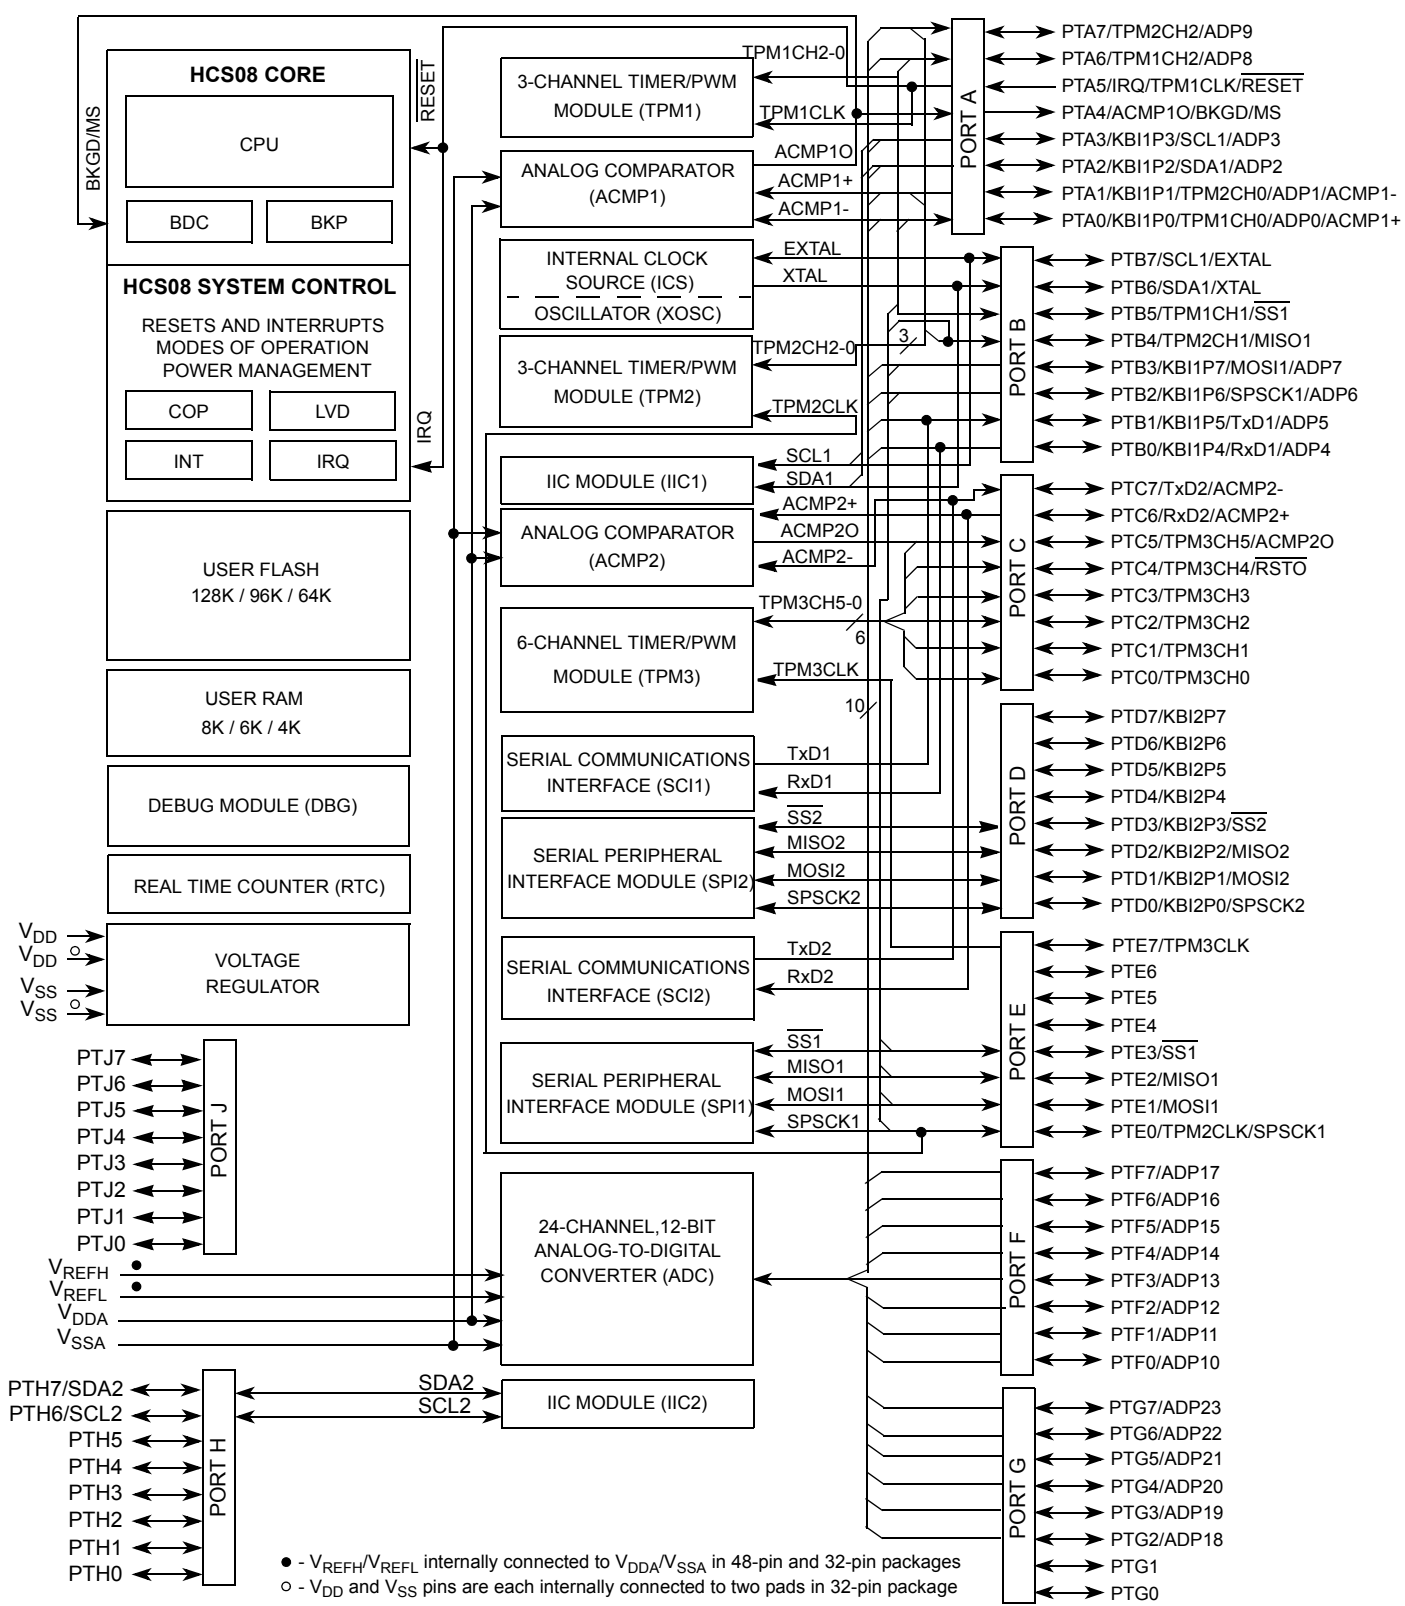 BKGD/MS
HCS08 CORE
CPU
BDC
BKP
RESET
HCS08 SYSTEM CONTROL
RESETS AND INTERRUPTS
MODES OF OPERATION
POWER MANAGEMENT
COP
LVD
INT
IRQ
IRQ
USER FLASH
128K / 96K / 64K
USER RAM
8K / 6K / 4K
DEBUG MODULE (DBG)
REAL TIME COUNTER (RTC)
VDD
VDD
VSS
VSS
VOLTAGE
REGULATOR
PTJ7
PTJ6
PTJ5
PTJ4
PTJ3
PTJ2
PTJ1
PTJ0
PORT J
VREFH
VREFL
VDDA
VSSA
PTH7/SDA2
PTH6/SCL2
PTH5
PTH4
PTH3
PTH2
PTH1
PTH0
PORT H
3-CHANNEL TIMER/PWM
MODULE (TPM1)
TPM1CH2-0
TPM1CLK
ANALOG COMPARATOR
(ACMP1)
ACMP1O
ACMP1+
ACMP1-
INTERNAL CLOCK
SOURCE (ICS)
OSCILLATOR (XOSC)
EXTAL
XTAL
3-CHANNEL TIMER/PWM
MODULE (TPM2)
TPM2CH2-0
3
TPM2CLK
IIC MODULE (IIC1)
SCL1
SDA1
ANALOG COMPARATOR
(ACMP2)
ACMP2+
ACMP2O
ACMP2-
6-CHANNEL TIMER/PWM
MODULE (TPM3)
TPM3CH5-0
6
TPM3CLK
10
SERIAL COMMUNICATIONS
INTERFACE (SCI1)
TxD1
RxD1
SERIAL PERIPHERAL
INTERFACE MODULE (SPI2)
SS2
MISO2
MOSI2
SPSCK2
SERIAL COMMUNICATIONS
INTERFACE (SCI2)
TxD2
RxD2
SERIAL PERIPHERAL
INTERFACE MODULE (SPI1)
SS1
MISO1
MOSI1
SPSCK1
24-CHANNEL,12-BIT
ANALOG-TO-DIGITAL
CONVERTER (ADC)
IIC MODULE (IIC2)
SDA2
SCL2
PORT A
PTA7/TPM2CH2/ADP9
PTA6/TPM1CH2/ADP8
PTA5/IRQ/TPM1CLK/RESET
PTA4/ACMP1O/BKGD/MS
PTA3/KBI1P3/SCL1/ADP3
PTA2/KBI1P2/SDA1/ADP2
PTA1/KBI1P1/TPM2CH0/ADP1/ACMP1-
PTA0/KBI1P0/TPM1CH0/ADP0/ACMP1+
PORT B
PTB7/SCL1/EXTAL
PTB6/SDA1/XTAL
PTB5/TPM1CH1/SS1
PTB4/TPM2CH1/MISO1
PTB3/KBI1P7/MOSI1/ADP7
PTB2/KBI1P6/SPSCK1/ADP6
PTB1/KBI1P5/TxD1/ADP5
PTB0/KBI1P4/RxD1/ADP4
PORT C
PTC7/TxD2/ACMP2-
PTC6/RxD2/ACMP2+
PTC5/TPM3CH5/ACMP2O
PTC4/TPM3CH4/RSTO
PTC3/TPM3CH3
PTC2/TPM3CH2
PTC1/TPM3CH1
PTC0/TPM3CH0
PORT D
PTD7/KBI2P7
PTD6/KBI2P6
PTD5/KBI2P5
PTD4/KBI2P4
PTD3/KBI2P3/SS2
PTD2/KBI2P2/MISO2
PTD1/KBI2P1/MOSI2
PTD0/KBI2P0/SPSCK2
PORT E
PTE7/TPM3CLK
PTE6
PTE5
PTE4
PTE3/SS1
PTE2/MISO1
PTE1/MOSI1
PTE0/TPM2CLK/SPSCK1
PORT F
PTF7/ADP17
PTF6/ADP16
PTF5/ADP15
PTF4/ADP14
PTF3/ADP13
PTF2/ADP12
PTF1/ADP11
PTF0/ADP10
PORT G
PTG7/ADP23
PTG6/ADP22
PTG5/ADP21
PTG4/ADP20
PTG3/ADP19
PTG2/ADP18
PTG1
PTG0
● - VREFH/VREFL internally connected to VDDA/VSSA in 48-pin and 32-pin packages
○ - VDD and VSS pins are each internally connected to two pads in 32-pin package